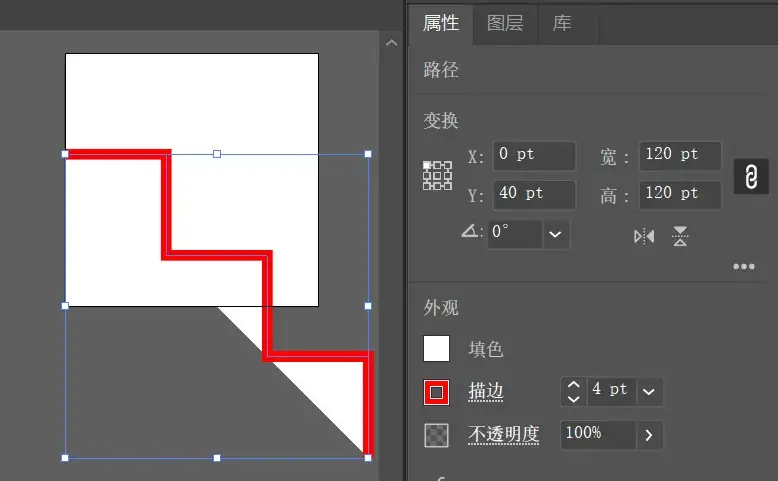 属性 图层 库
路径
变换
X: 0 pt 宽: 120 pt
Y: 40 pt 高: 120 pt
0°
外观
填色
描边 4 pt
不透明度 100%